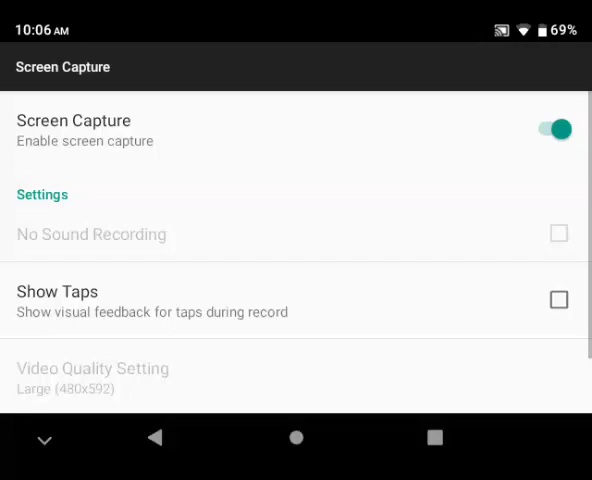 10:06 AM 69%
Screen Capture
Screen Capture
Enable screen capture
Settings
No Sound Recording
Show Taps
Show visual feedback for taps during record
Video Quality Setting
Large (480x592)